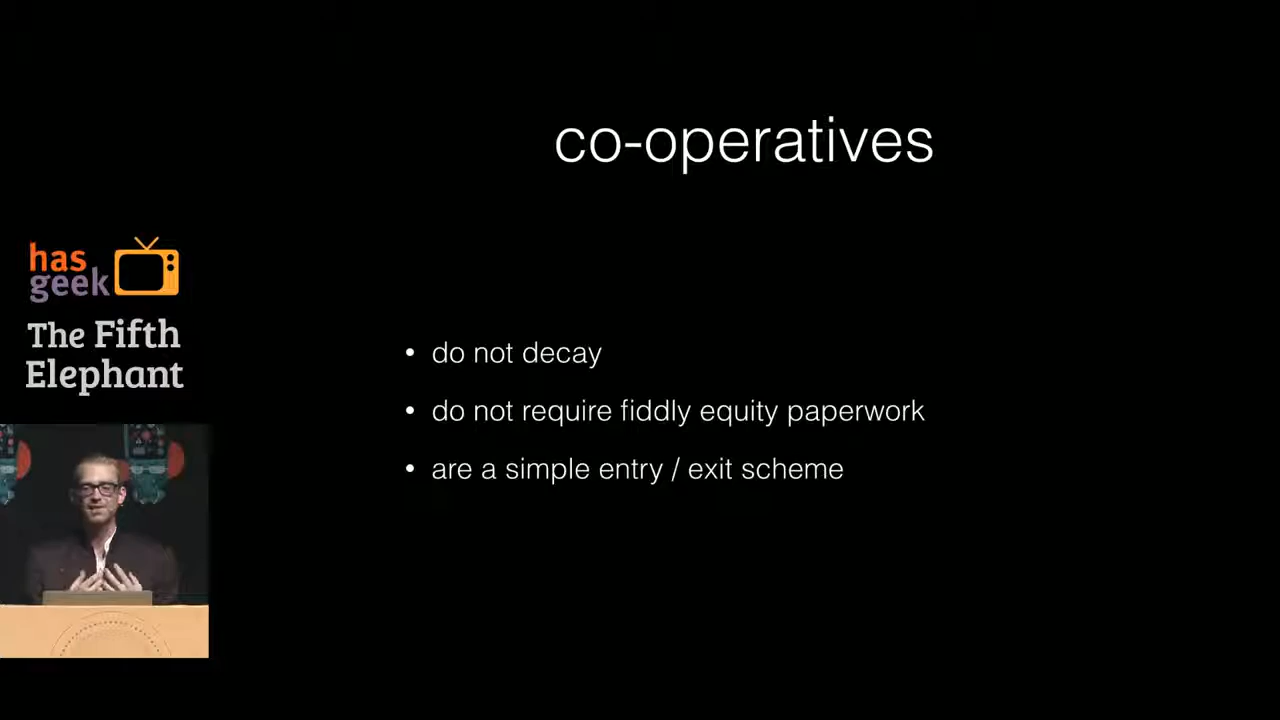 co-operatives
has
geek
The Fifth
Elephant
• do not decay
• do not require fiddly equity paperwork
• are a simple entry / exit scheme